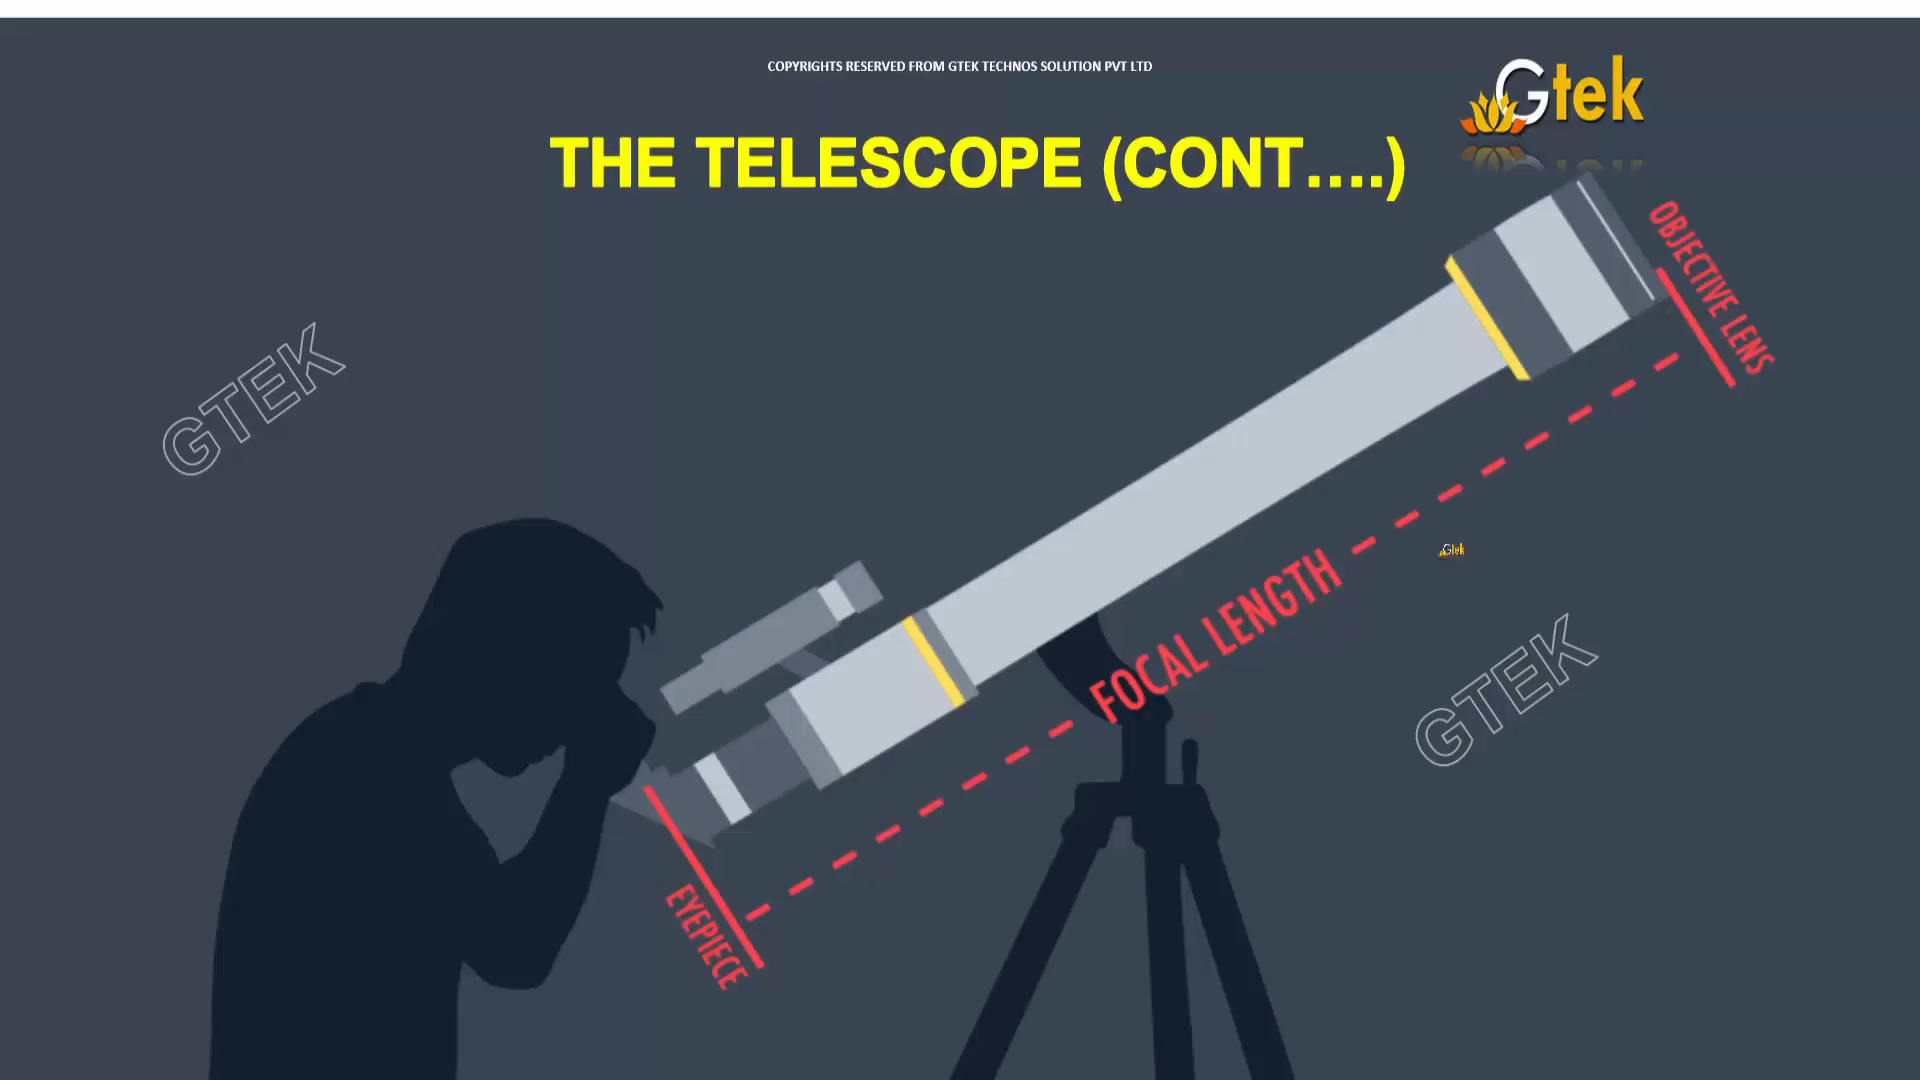 COPYRIGHTS RESERVED FROM GTEK TECHNOS SOLUTION PVT LTD
Gtek
THE TELESCOPE (CONT....)
OBJECTIVE LENS
GTEK
Gtek
FOCAL LENGTH
GTEK
EYEPIECE